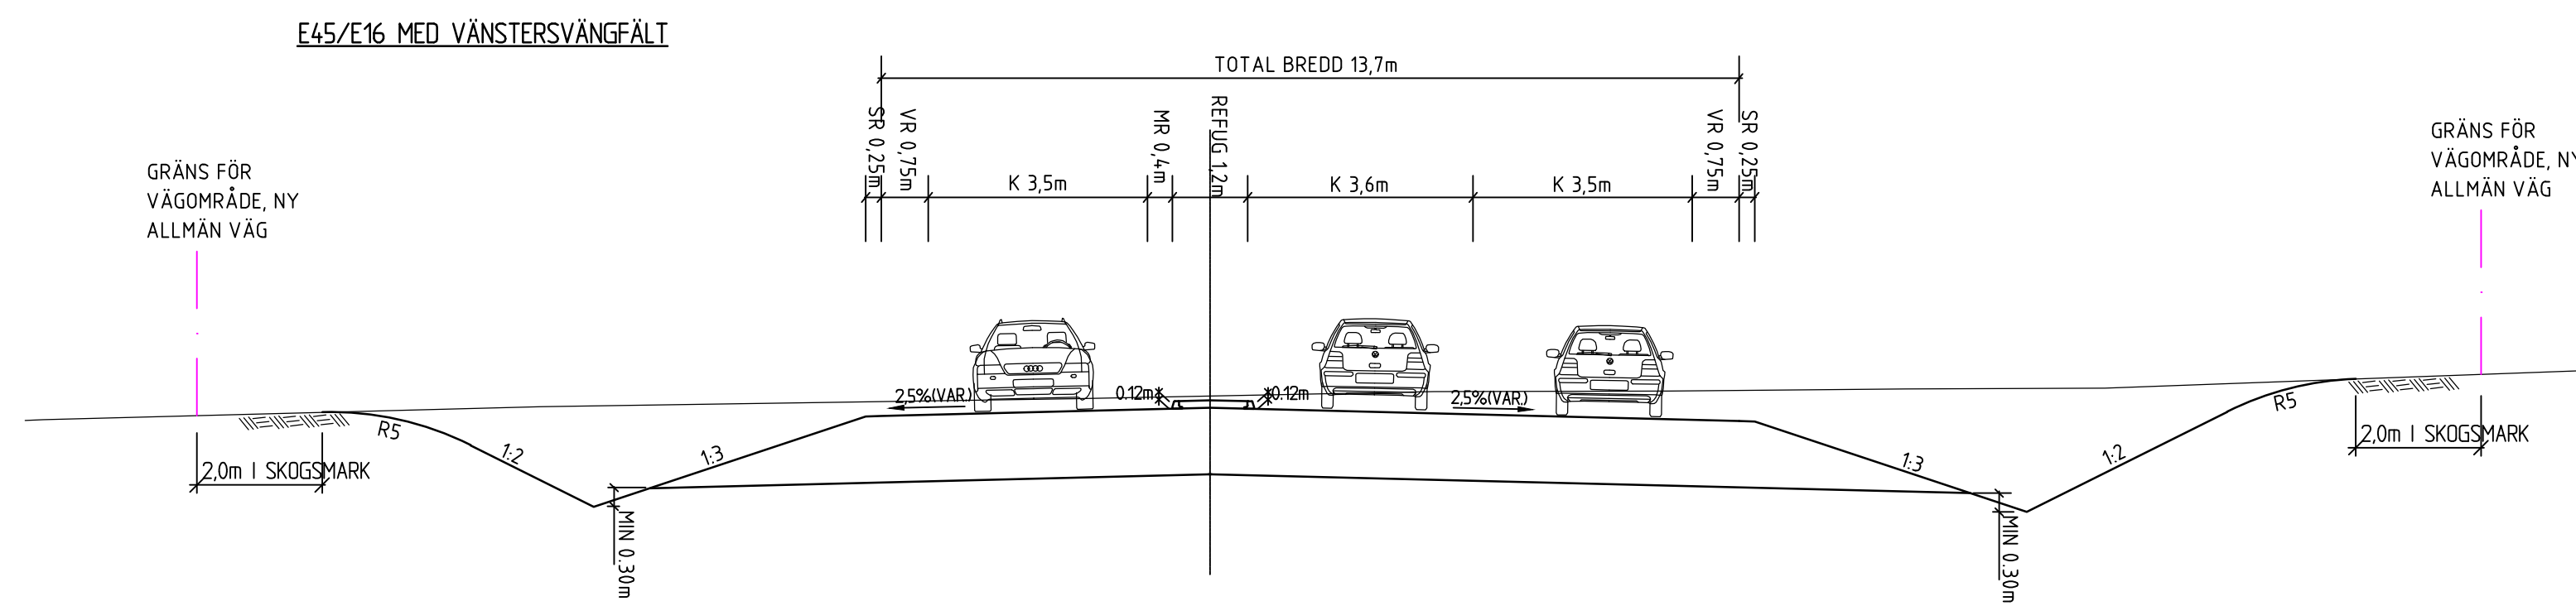 E45/E16 MED VÄNSTERSVÄNGFÄLT
TOTAL BREDD 13,7m
SR 0,25m
VR 0,75m
K 3,5m
MR 0,4m
REFUG 1,2m
K 3,6m
K 3,5m
VR 0,75m
SR 0,25m
GRÄNS FÖR
VÄGOMRÅDE, NY
ALLMÄN VÄG
GRÄNS FÖR
VÄGOMRÅDE, NY
ALLMÄN VÄG
2,5%(VAR.)
0.12m
0.12m
2,5%(VAR.)
R5
1:2
1:3
1:3
1:2
R5
2,0m I SKOGSMARK
2,0m I SKOGSMARK
MIN 0.30m
MIN 0.30m